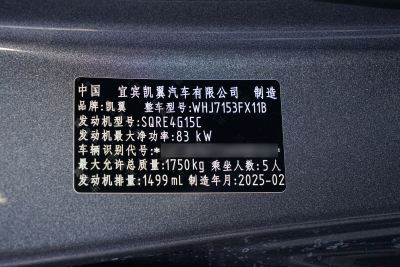 中国 宜宾凯翼汽车有限公司 制造
品牌:凯翼 整车型号:WHJ7153FX11B
发动机型号:SQRE4G15C
发动机最大净功率:83 kW
车辆识别代号:*
最大允许总质量:1750kg 乘坐人数:5人
发动机排量:1499mL 制造年月:2025-02